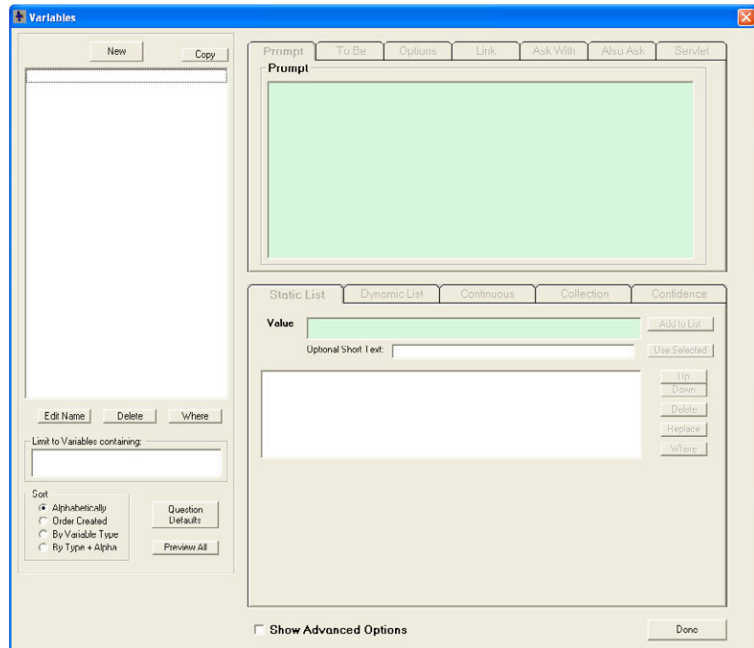 Variables
New
Copy
Prompt To Be Options Link Ask With Also Ask Servlet
Prompt
Static List Dynamic List Continuous Collection Confidence
Value
Add to List
Optional Short Text:
Use Selected
Up
Down
Delete
Replace
Where
Edit Name Delete Where
Limit to Variables containing:
Sort
Alphabetically
Order Created
By Variable Type
By Type + Alpha
Question
Defaults
Preview All
Show Advanced Options
Done